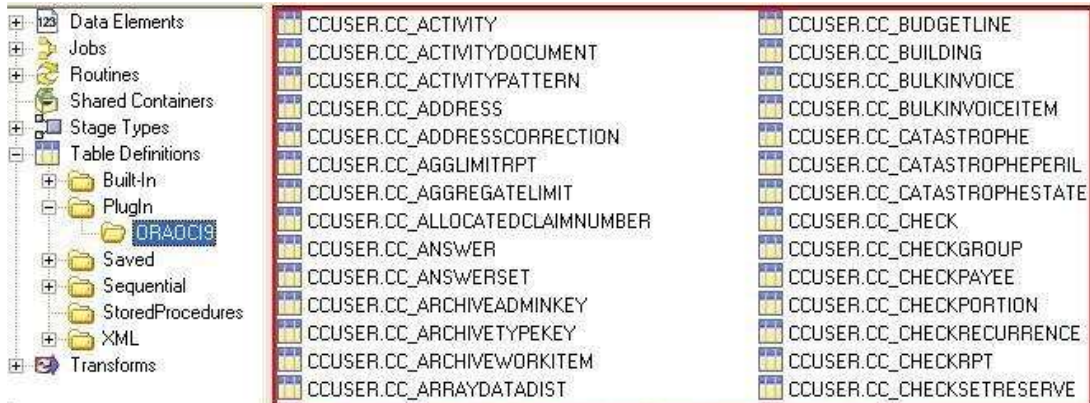 Data Elements
Jobs
Routines
Shared Containers
Stage Types
Table Definitions
Built-In
PlugIn
ORAOCI9
Saved
Sequential
StoredProcedures
XML
Transforms
CCUSER.CC_ACTIVITY
CCUSER.CC_ACTIVITYDOCUMENT
CCUSER.CC_ACTIVITYPATTERN
CCUSER.CC_ADDRESS
CCUSER.CC_ADDRESSCORRECTION
CCUSER.CC_AGGLIMITRPT
CCUSER.CC_AGGREGATELIMIT
CCUSER.CC_ALLOCATEDCLAIMNUMBER
CCUSER.CC_ANSWER
CCUSER.CC_ANSWERSET
CCUSER.CC_ARCHIVEADMINKEY
CCUSER.CC_ARCHIVETYPEKEY
CCUSER.CC_ARCHIVEWORKITEM
CCUSER.CC_ARRAYDATADIST
CCUSER.CC_BUDGETLINE
CCUSER.CC_BUILDING
CCUSER.CC_BULKINVOICE
CCUSER.CC_BULKINVOICEITEM
CCUSER.CC_CATASTROPHE
CCUSER.CC_CATASTROPHEPERIL
CCUSER.CC_CATASTROPHESTATE
CCUSER.CC_CHECK
CCUSER.CC_CHECKGROUP
CCUSER.CC_CHECKPAYEE
CCUSER.CC_CHECKPORTION
CCUSER.CC_CHECKRECURRENCE
CCUSER.CC_CHECKRPT
CCUSER.CC_CHECKSETRESERVE